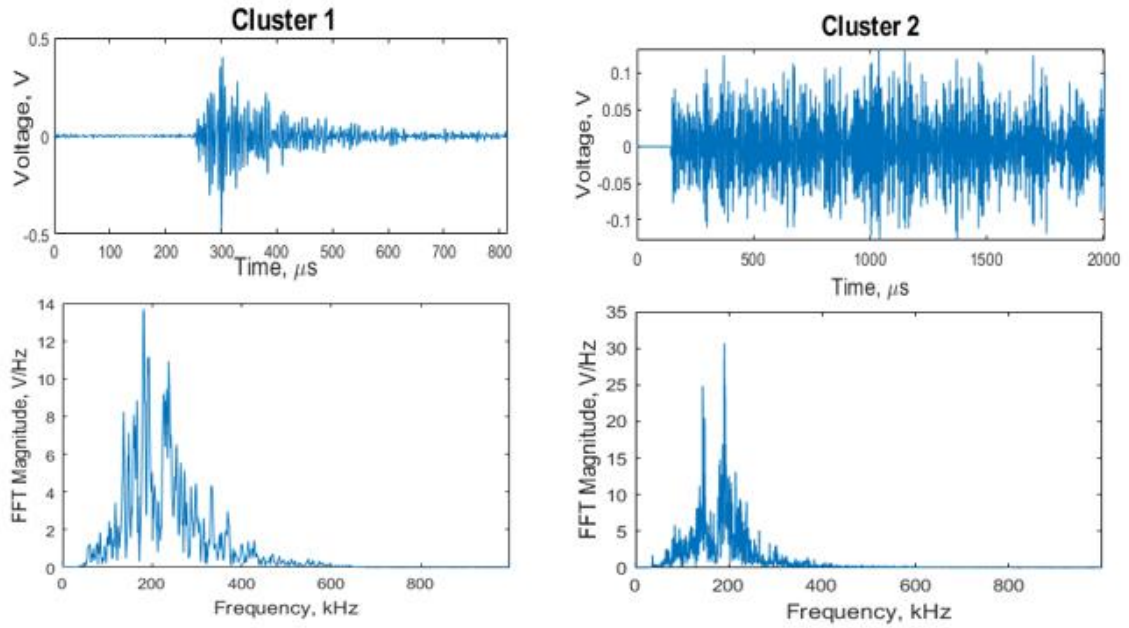 Cluster 1
0.5
0
-0.5
Voltage, V
0 100 200 300 400 500 600 700 800
Time, μs
Cluster 2
0.1
0.05
0
-0.05
-0.1
Voltage, V
0 500 1000 1500 2000
Time, μs
14
12
10
8
6
4
2
0
FFT Magnitude, V/Hz
0 200 400 600 800
Frequency, kHz
35
30
25
20
15
10
5
0
FFT Magnitude, V/Hz
0 200 400 600 800
Frequency, kHz